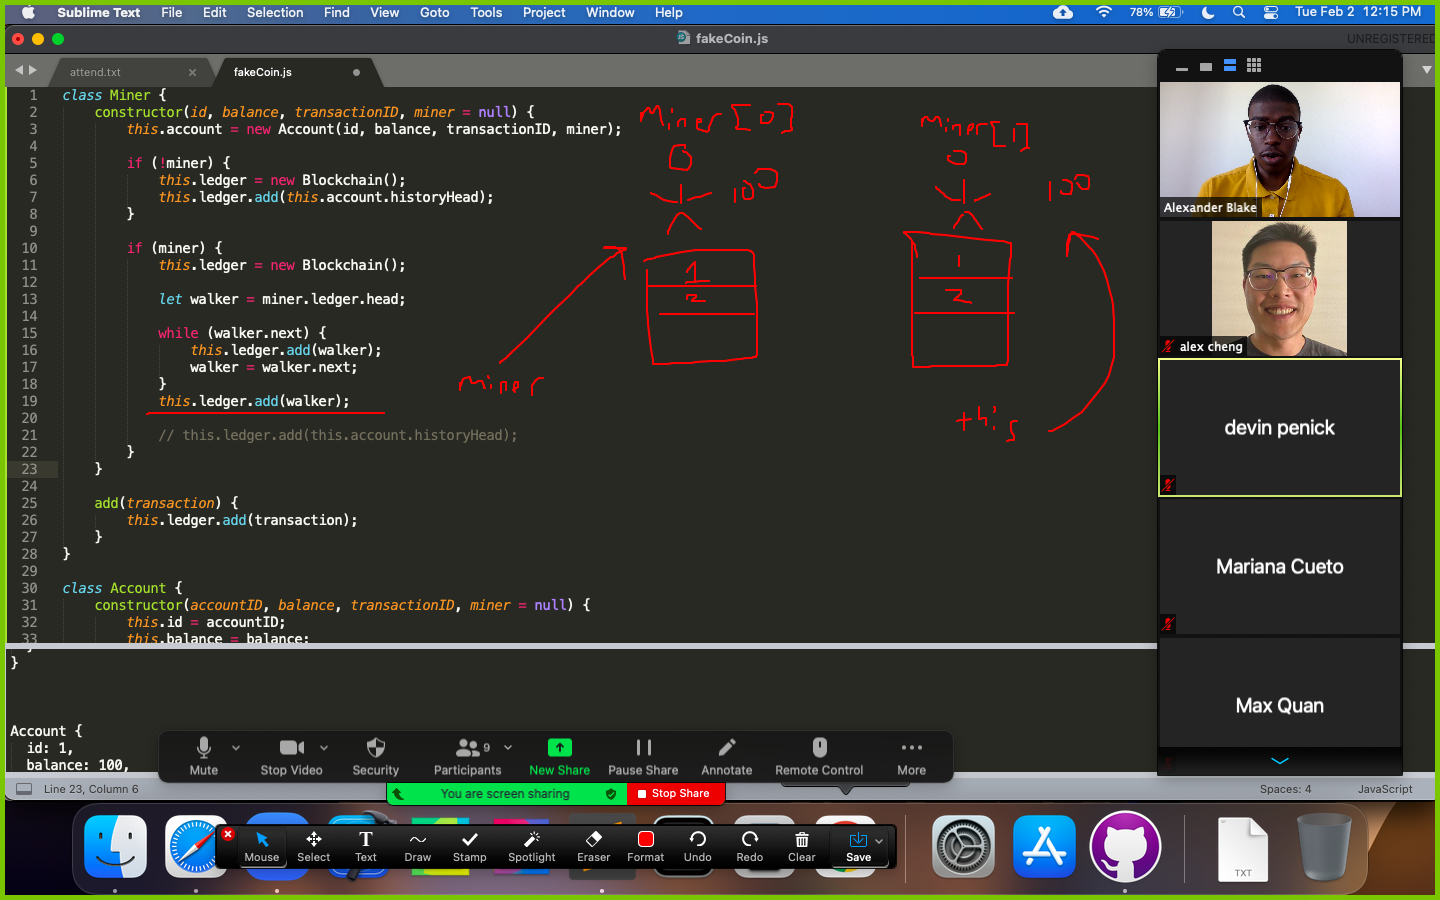 Sublime Text File Edit Selection Find View Goto Tools Project Window Help 78% Tue Feb 2 12:15 PM
fakeCoin.js UNREGISTERED
attend.txt fakeCoin.js
1 class Miner {
2 constructor(id, balance, transactionID, miner = null) {
3 this.account = new Account(id, balance, transactionID, miner);
4
5 if (!miner) {
6 this.ledger = new Blockchain();
7 this.ledger.add(this.account.historyHead);
8 }
9
10 if (miner) {
11 this.ledger = new Blockchain();
12
13 let walker = miner.ledger.head;
14
15 while (walker.next) {
16 this.ledger.add(walker);
17 walker = walker.next;
18 }
19 this.ledger.add(walker);
20
21 // this.ledger.add(this.account.historyHead);
22 }
23 }
24
25 add(transaction) {
26 this.ledger.add(transaction);
27 }
28 }
29
30 class Account {
31 constructor(accountID, balance, transactionID, miner = null) {
32 this.id = accountID;
33 this.balance = balance;
Miner [0]
100
1
2
miner
miner[1]
100
1
2
this
}
Account {
id: 1,
balance: 100,
Line 23, Column 6 Spaces: 4 JavaScript
Alexander Blake
alex cheng
devin penick
Mariana Cueto
Max Quan
9
Mute Stop Video Security Participants New Share Pause Share Annotate Remote Control More
You are screen sharing Stop Share
Mouse Select Text Draw Stamp Spotlight Eraser Format Undo Redo Clear Save
TXT